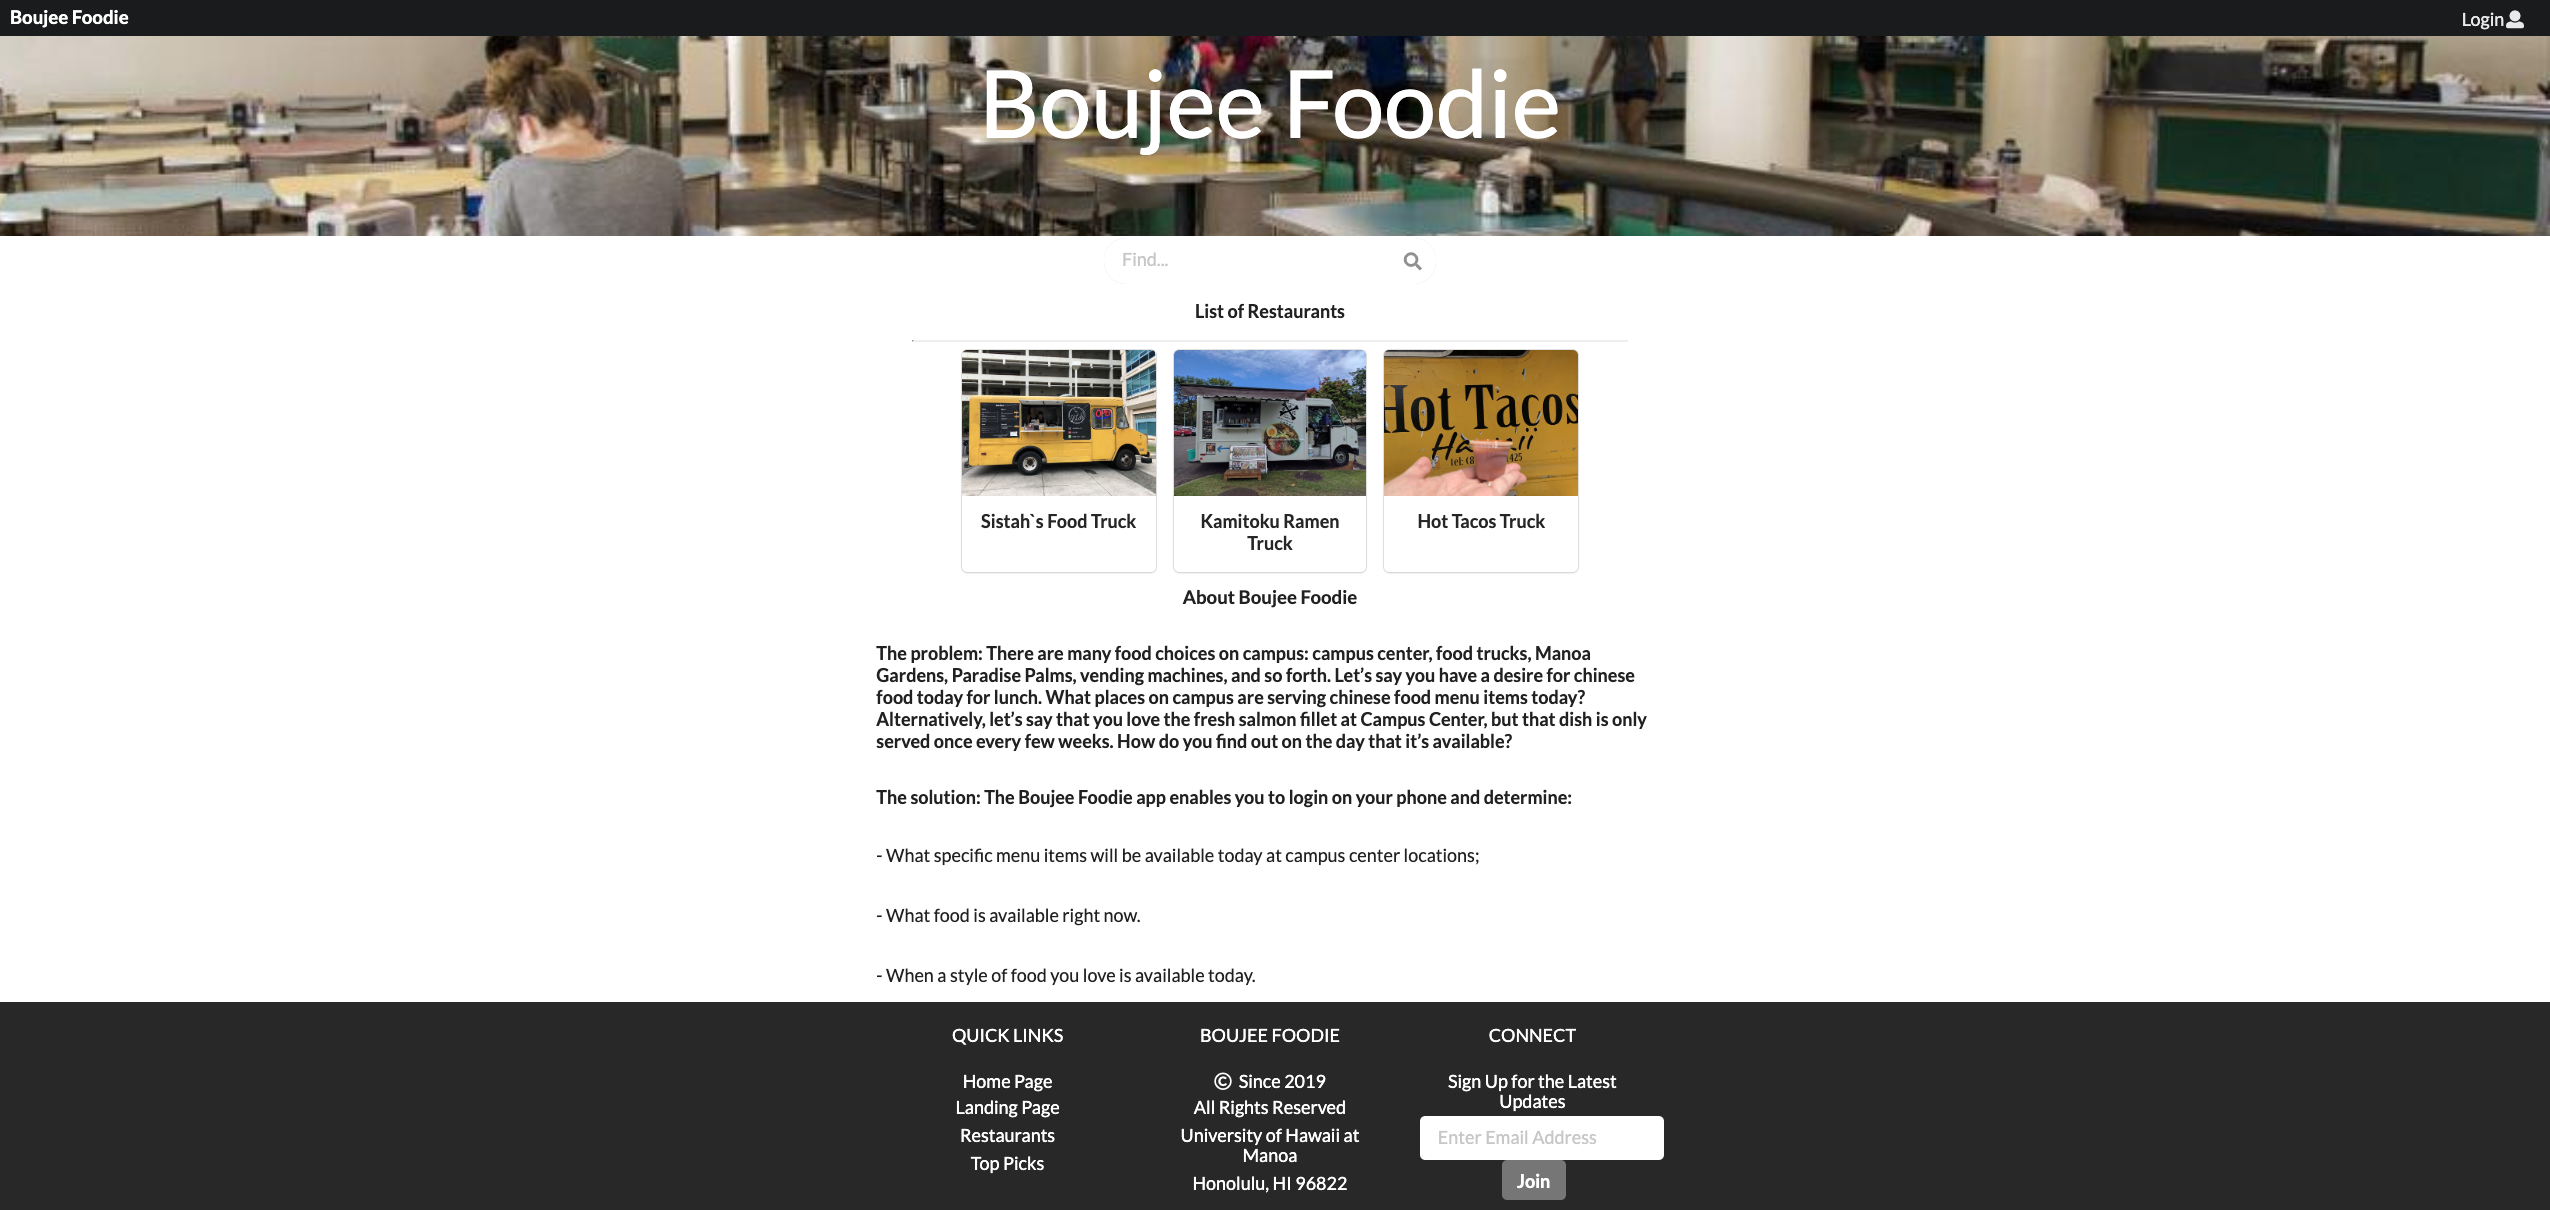 Boujee Foodie
Login
Boujee Foodie
Find...
List of Restaurants
Hot Tacos
Hawaii
Sistah`s Food Truck
Kamitoku Ramen
Truck
Hot Tacos Truck
About Boujee Foodie
The problem: There are many food choices on campus: campus center, food trucks, Manoa
Gardens, Paradise Palms, vending machines, and so forth. Let’s say you have a desire for chinese
food today for lunch. What places on campus are serving chinese food menu items today?
Alternatively, let’s say that you love the fresh salmon fillet at Campus Center, but that dish is only
served once every few weeks. How do you find out on the day that it’s available?
The solution: The Boujee Foodie app enables you to login on your phone and determine:
- What specific menu items will be available today at campus center locations;
- What food is available right now.
- When a style of food you love is available today.
QUICK LINKS
Home Page
Landing Page
Restaurants
Top Picks
BOUJEE FOODIE
© Since 2019
All Rights Reserved
University of Hawaii at
Manoa
Honolulu, HI 96822
CONNECT
Sign Up for the Latest
Updates
Enter Email Address
Join